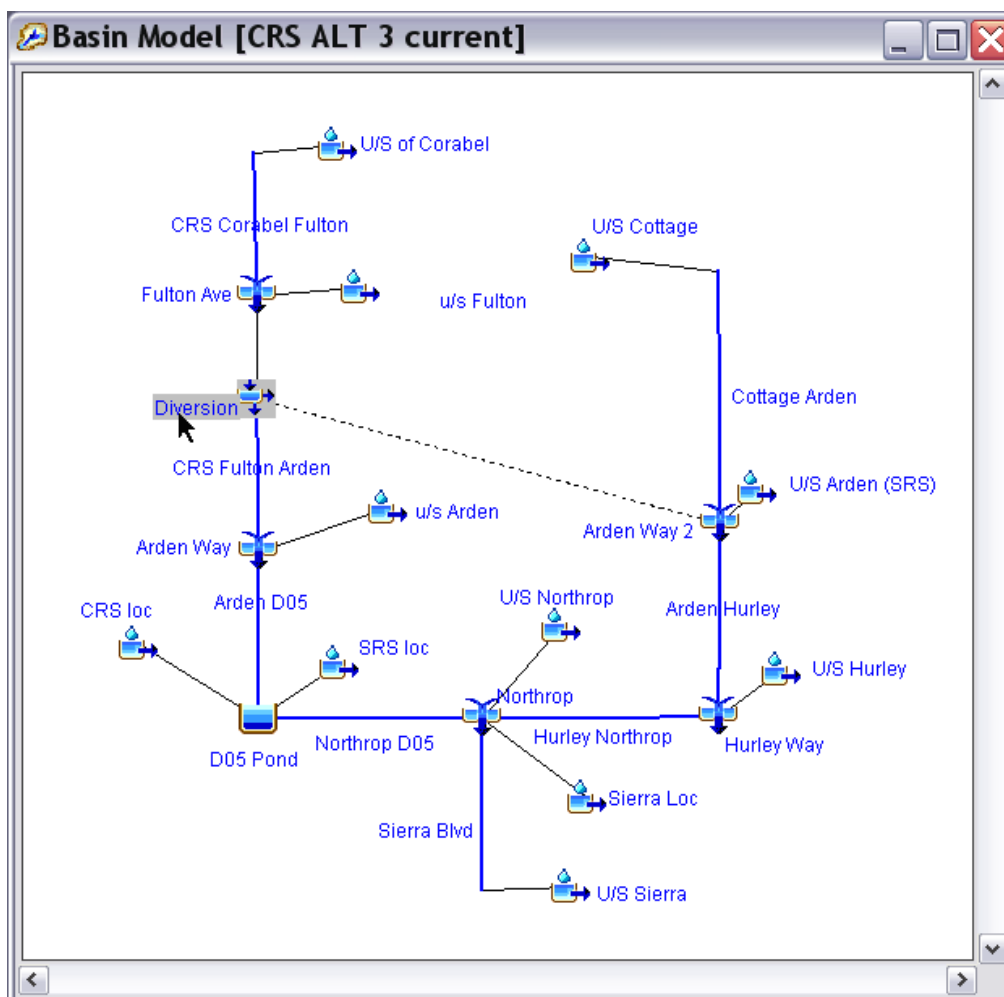 Basin Model [CRS ALT 3 current]
U/S of Corabel
CRS Corabel Fulton
U/S Cottage
Fulton Ave
u/s Fulton
Diversion
Cottage Arden
CRS Fulton Arden
U/S Arden (SRS)
u/s Arden
Arden Way 2
Arden Way
Arden D05
U/S Northrop
Arden Hurley
CRS loc
SRS loc
U/S Hurley
Northrop
Northrop D05
Hurley Northrop
Hurley Way
D05 Pond
Sierra Loc
Sierra Blvd
U/S Sierra